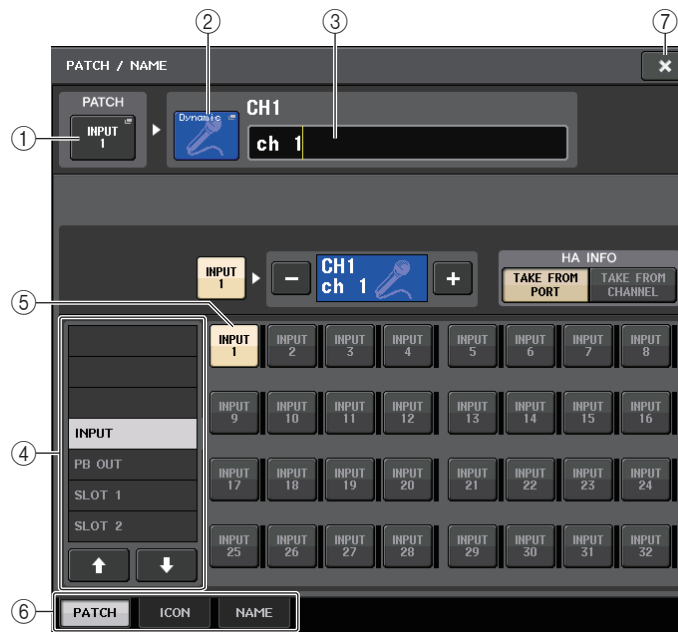 ② ③ ⑦
PATCH / NAME ×
PATCH
① INPUT 1
Dynamic
CH1
ch 1
INPUT 1
−
CH1
ch 1
+
HA INFO
TAKE FROM PORT
TAKE FROM CHANNEL
⑤
INPUT 1 INPUT 2 INPUT 3 INPUT 4 INPUT 5 INPUT 6 INPUT 7 INPUT 8
INPUT 9 INPUT 10 INPUT 11 INPUT 12 INPUT 13 INPUT 14 INPUT 15 INPUT 16
INPUT 17 INPUT 18 INPUT 19 INPUT 20 INPUT 21 INPUT 22 INPUT 23 INPUT 24
INPUT 25 INPUT 26 INPUT 27 INPUT 28 INPUT 29 INPUT 30 INPUT 31 INPUT 32
④
INPUT
PB OUT
SLOT 1
SLOT 2
⑥ PATCH ICON NAME